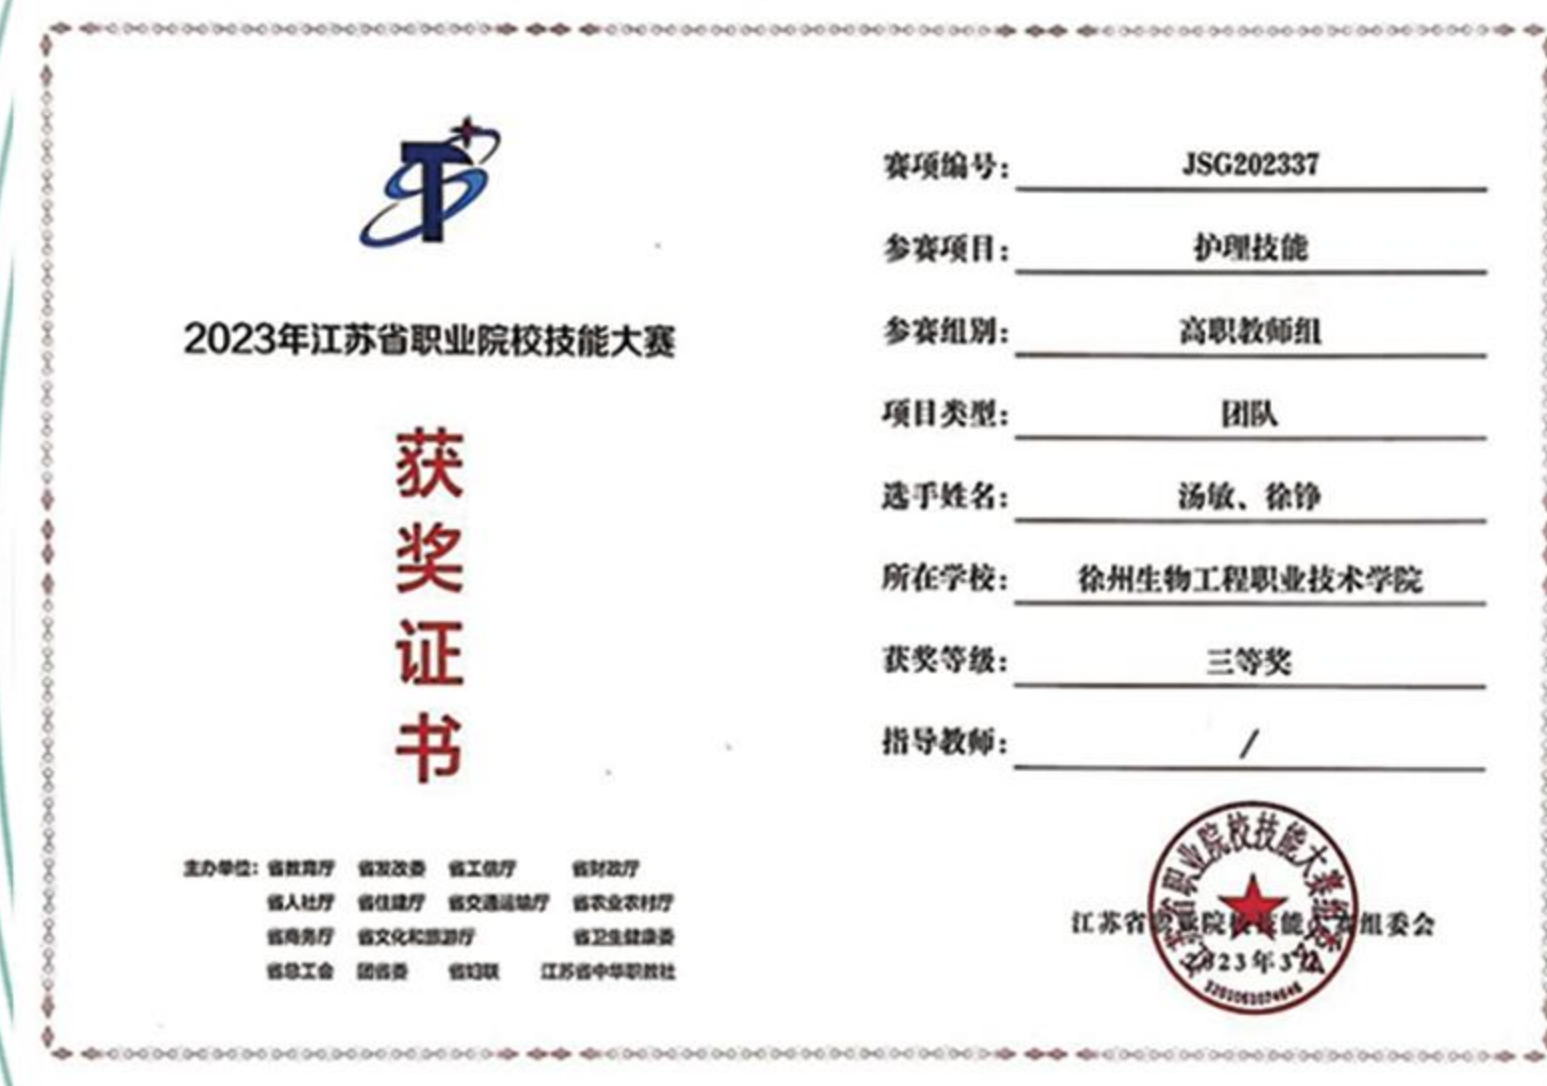 2023年江苏省职业院校技能大赛
获
奖
证
书
主办单位：省教育厅 省发改委 省工信厅 省财政厅
省人社厅 省住建厅 省交通运输厅 省农业农村厅
省商务厅 省文化和旅游厅 省卫生健康委
省总工会 团省委 省妇联 江苏省中华职教社
赛项编号： JSG202337
参赛项目： 护理技能
参赛组别： 高职教师组
项目类型： 团队
选手姓名： 汤敏、徐铮
所在学校： 徐州生物工程职业技术学院
获奖等级： 三等奖
指导教师： /
江苏省职业院校技能大赛组委会
2023年3月